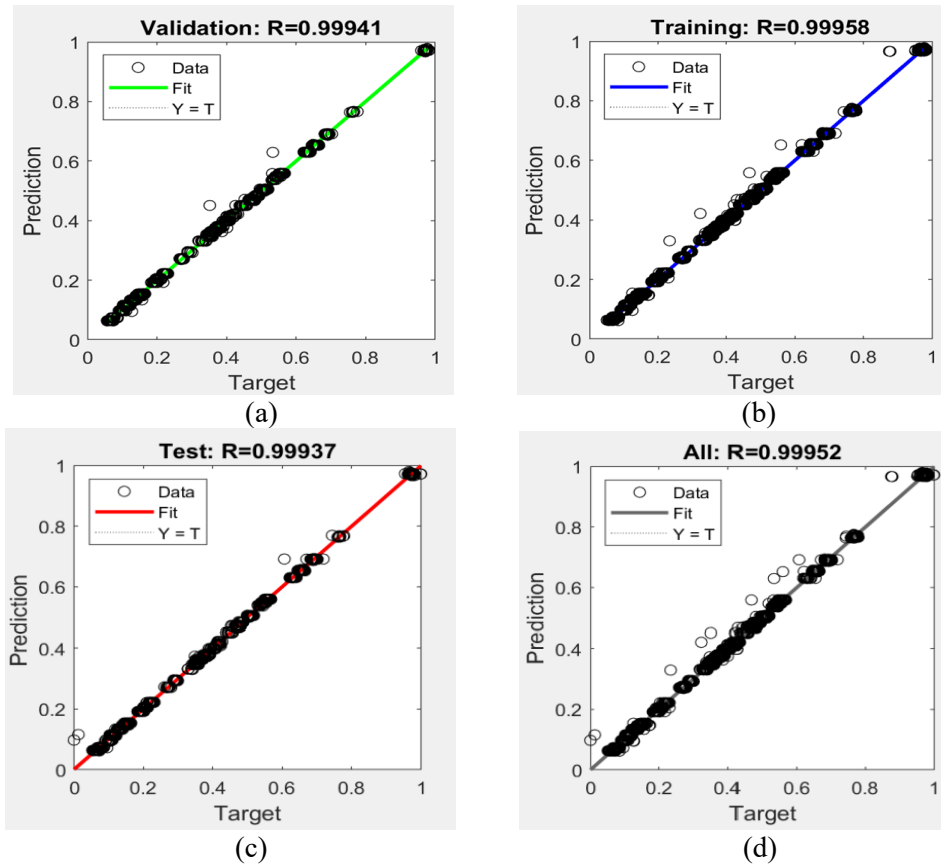 Validation: R=0.99941
1
0.8
0.6
0.4
0.2
0
Prediction
Data
Fit
Y = T
0 0.2 0.4 0.6 0.8 1
Target
(a)
Training: R=0.99958
1
0.8
0.6
0.4
0.2
0
Prediction
Data
Fit
Y = T
0 0.2 0.4 0.6 0.8 1
Target
(b)
Test: R=0.99937
1
0.8
0.6
0.4
0.2
0
Prediction
Data
Fit
Y = T
0 0.2 0.4 0.6 0.8 1
Target
(c)
All: R=0.99952
1
0.8
0.6
0.4
0.2
0
Prediction
Data
Fit
Y = T
0 0.2 0.4 0.6 0.8 1
Target
(d)